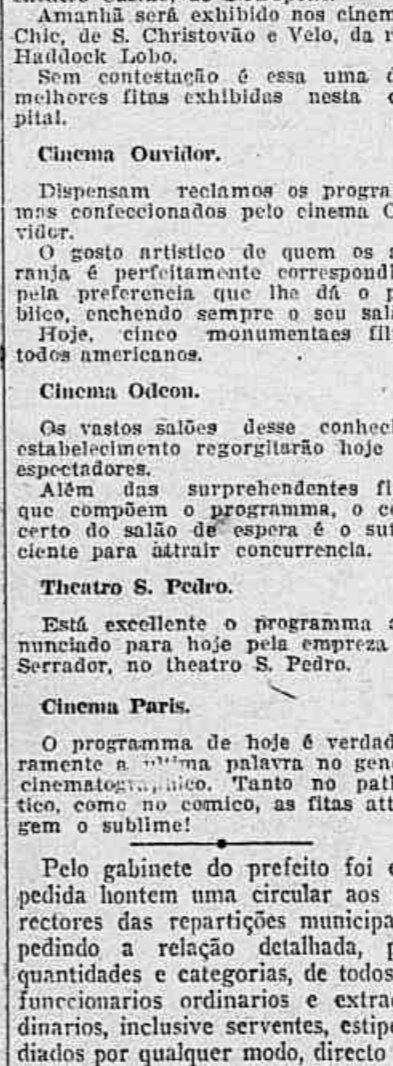 Amanhã será exhibido nos cinem
Chic, de S. Christovão e Velo, da r
Haddock Lobo.
Sem contestação é essa uma d
melhores fitas exhibidas nesta c
pital.
Cinema Ouvidor.
Dispensam reclamos os progra
mas confeccionados pelo cinema O
vidor.
O gosto artistico de quem os a
ranja é perfeitamente correspondi
pela preferencia que lhe dá o p
blico, enchendo sempre o seu sal
Hoje, cinco monumentaes fil
todos americanos.
Cinema Odeon.
Os vastos salões desse conheci
estabelecimento regorgitarão hoje
espectadores.
Além das surprehendentes fi
que compõem o programma, o co
certo do salão de espera é o suf
ciente para attrair concurrencia.
Theatro S. Pedro.
Está excellente o programma a
nunciado para hoje pela empreza
Serrador, no theatro S. Pedro.
Cinema Paris.
O programma de hoje é verdad
ramente a palavra no gen
Tanto no path
tico, como no comico, as fitas att
gem o sublime!
Pelo gabinete do prefeito foi e
pedida hontem uma circular aos
rectores das repartições municipa
pedindo a relação detalhada, p
quantidades e categorias, de todos
funccionarios ordinarios e extrao
dinarios, inclusive serventes, estipe
diados por qualquer modo, directo